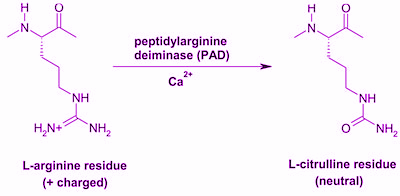 H
N
O
NH
H₂N+
NH₂
L-arginine residue
(+ charged)
peptidylarginine
deiminase (PAD)
Ca²⁺
H
N
O
NH
O
NH₂
L-citrulline residue
(neutral)